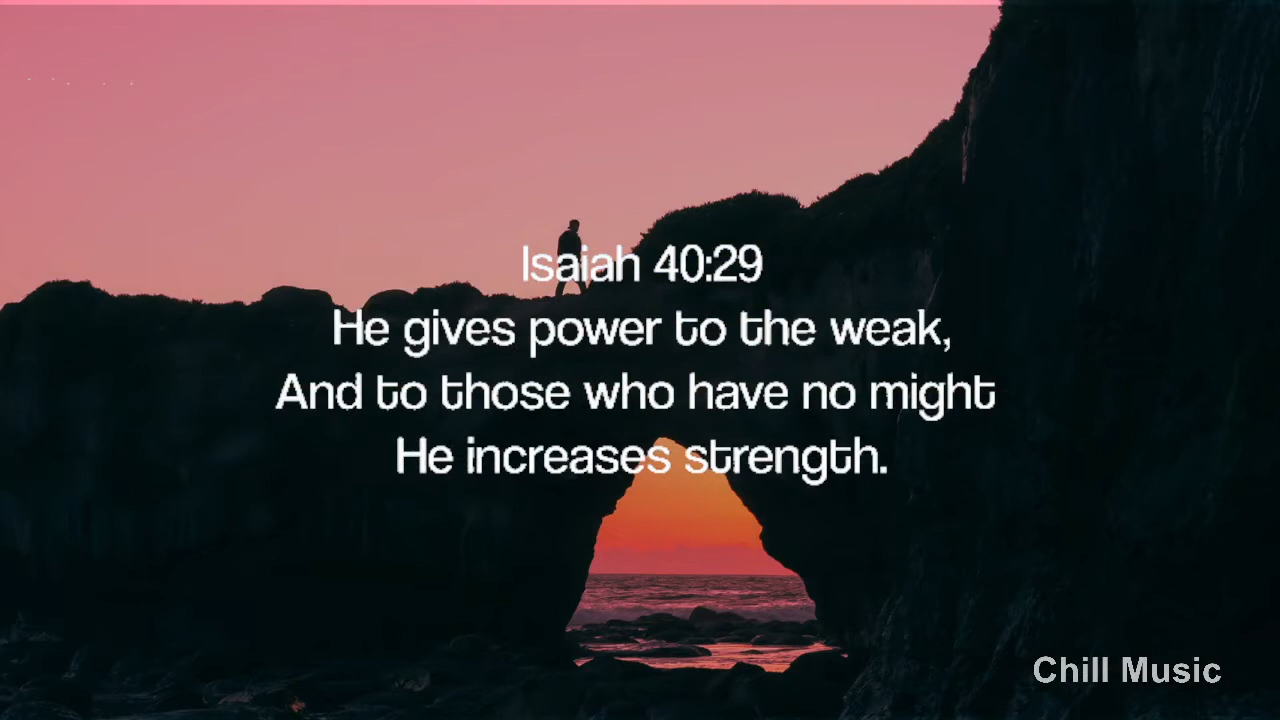 Isaiah 40:29
He gives power to the weak,
And to those who have no might
He increases strength.
Chill Music